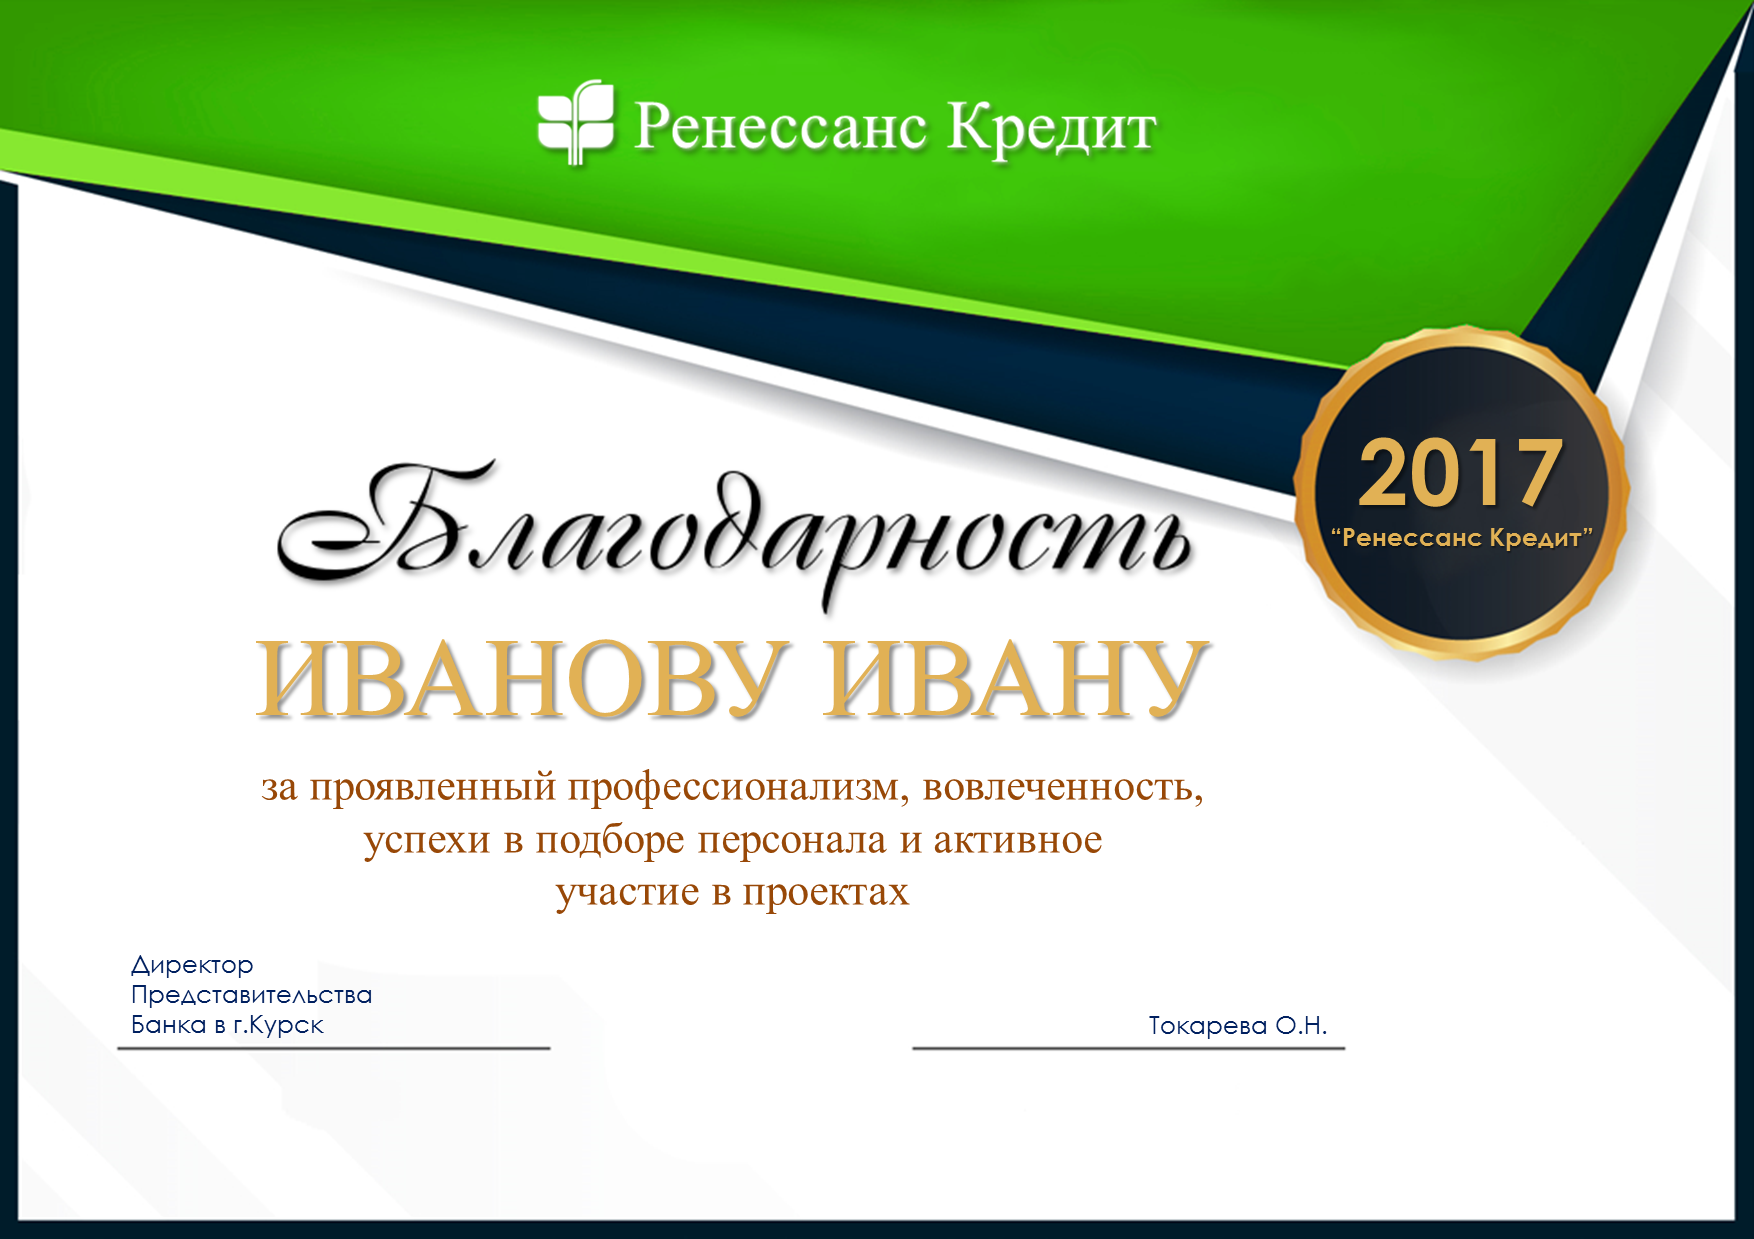 Ренессанс Кредит
2017
“Ренессанс Кредит”
Благодарность
ИВАНОВУ ИВАНУ
за проявленный профессионализм, вовлеченность,
успехи в подборе персонала и активное
участие в проектах
Директор
Представительства
Банка в г.Курск
Токарева О.Н.